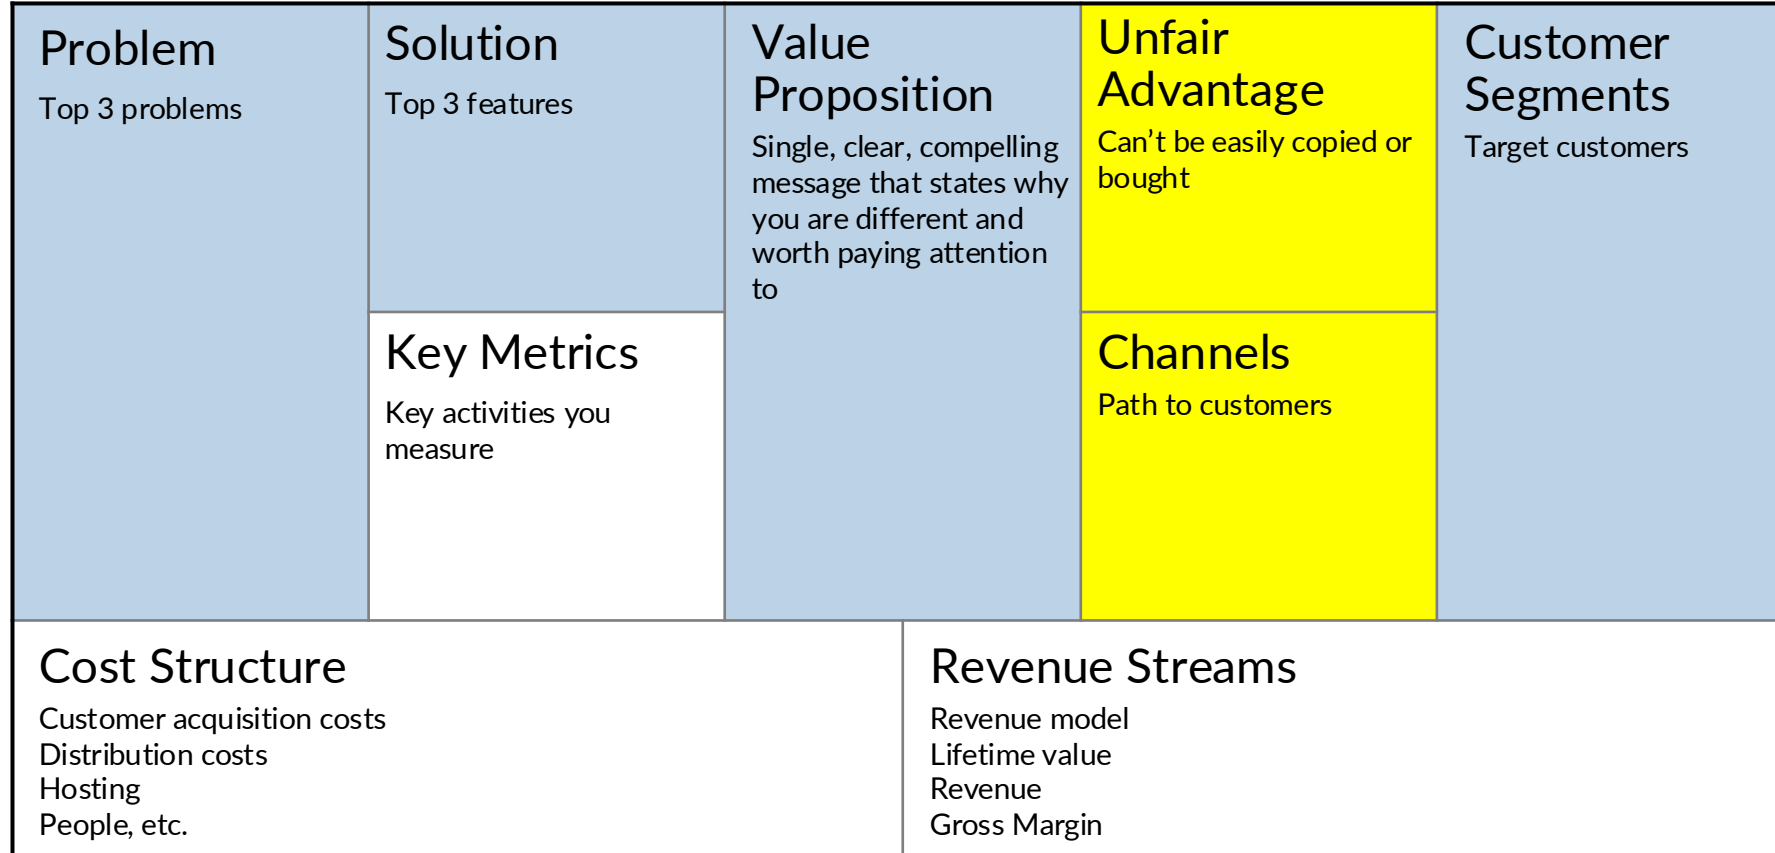 Problem
Top 3 problems
Solution
Top 3 features
Key Metrics
Key activities you
measure
Value
Proposition
Single, clear, compelling
message that states why
you are different and
worth paying attention
to
Unfair
Advantage
Can’t be easily copied or
bought
Channels
Path to customers
Customer
Segments
Target customers
Cost Structure
Customer acquisition costs
Distribution costs
Hosting
People, etc.
Revenue Streams
Revenue model
Lifetime value
Revenue
Gross Margin